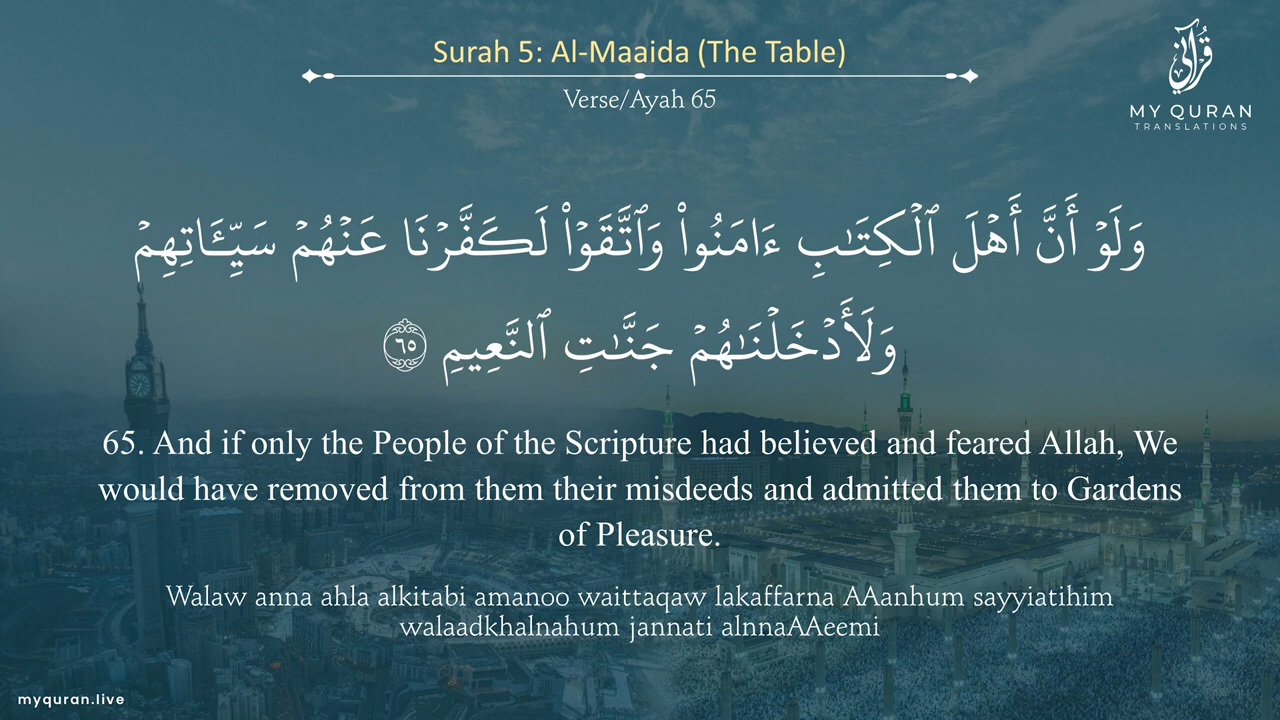 Surah 5: Al-Maaida (The Table)
Verse/Ayah 65
قرآني
MY QURAN
TRANSLATIONS
وَلَوۡ أَنَّ أَهۡلَ ٱلۡكِتَـٰبِ ءَامَنُوا۟ وَٱتَّقَوۡا۟ لَكَفَّرۡنَا عَنۡهُمۡ سَيِّـَٔاتِهِمۡ
وَلَأَدۡخَلۡنَـٰهُمۡ جَنَّـٰتِ ٱلنَّعِيمِ ٦٥
65. And if only the People of the Scripture had believed and feared Allah, We
would have removed from them their misdeeds and admitted them to Gardens
of Pleasure.
Walaw anna ahla alkitabi amanoo waittaqaw lakaffarna AAanhum sayyiatihim
walaadkhalnahum jannati alnnaAAeemi
myquran.live